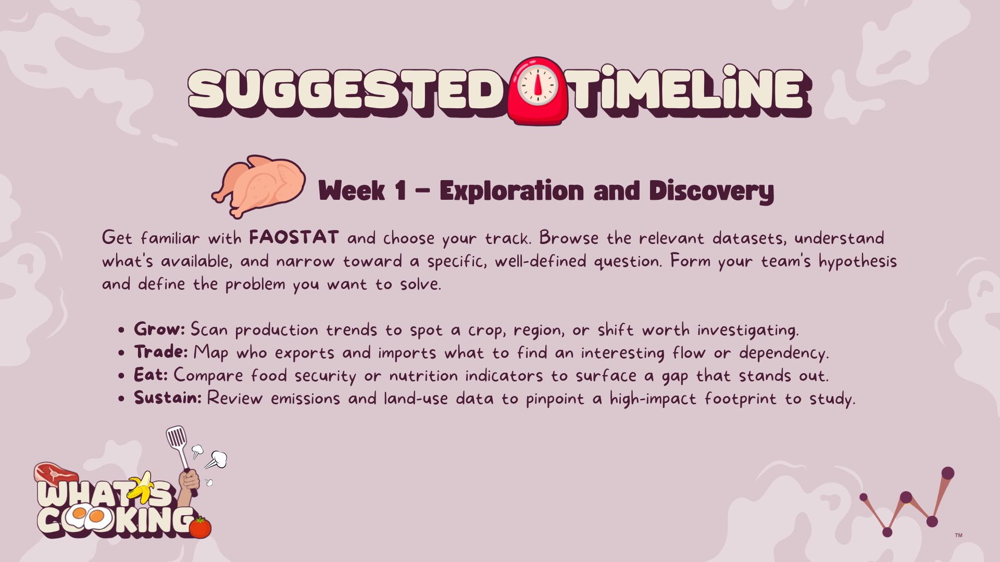 SUGGESTED TiMELiNE
Week 1 – Exploration and Discovery
Get familiar with FAOSTAT and choose your track. Browse the relevant datasets, understand
what's available, and narrow toward a specific, well-defined question. Form your team's hypothesis
and define the problem you want to solve.
• Grow: Scan production trends to spot a crop, region, or shift worth investigating.
• Trade: Map who exports and imports what to find an interesting flow or dependency.
• Eat: Compare food security or nutrition indicators to surface a gap that stands out.
• Sustain: Review emissions and land-use data to pinpoint a high-impact footprint to study.
WHAT'S
COOKING
TM